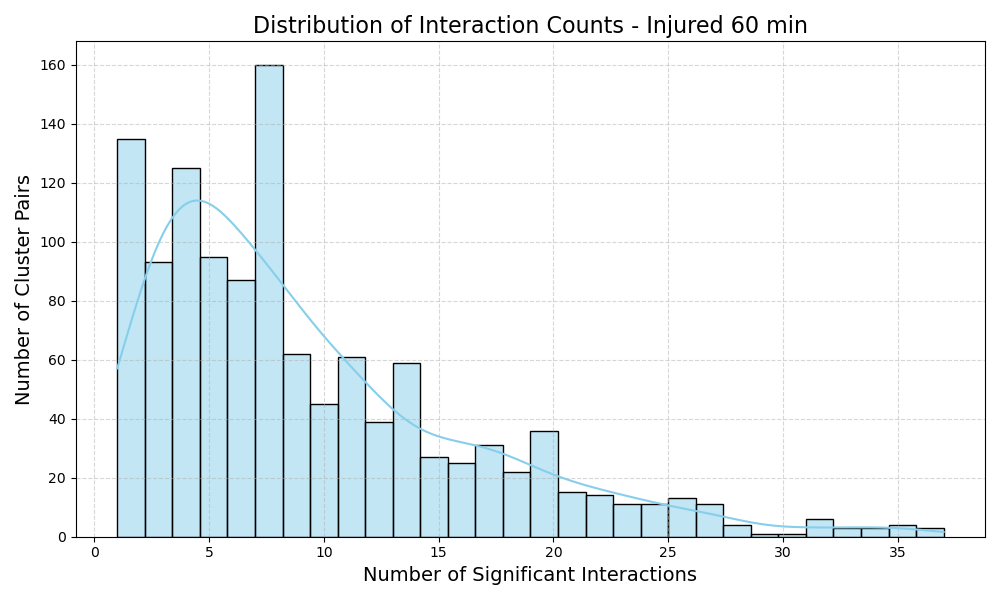 Distribution of Interaction Counts - Injured 60 min
Number of Cluster Pairs
160
140
120
100
80
60
40
20
0
0 5 10 15 20 25 30 35
Number of Significant Interactions